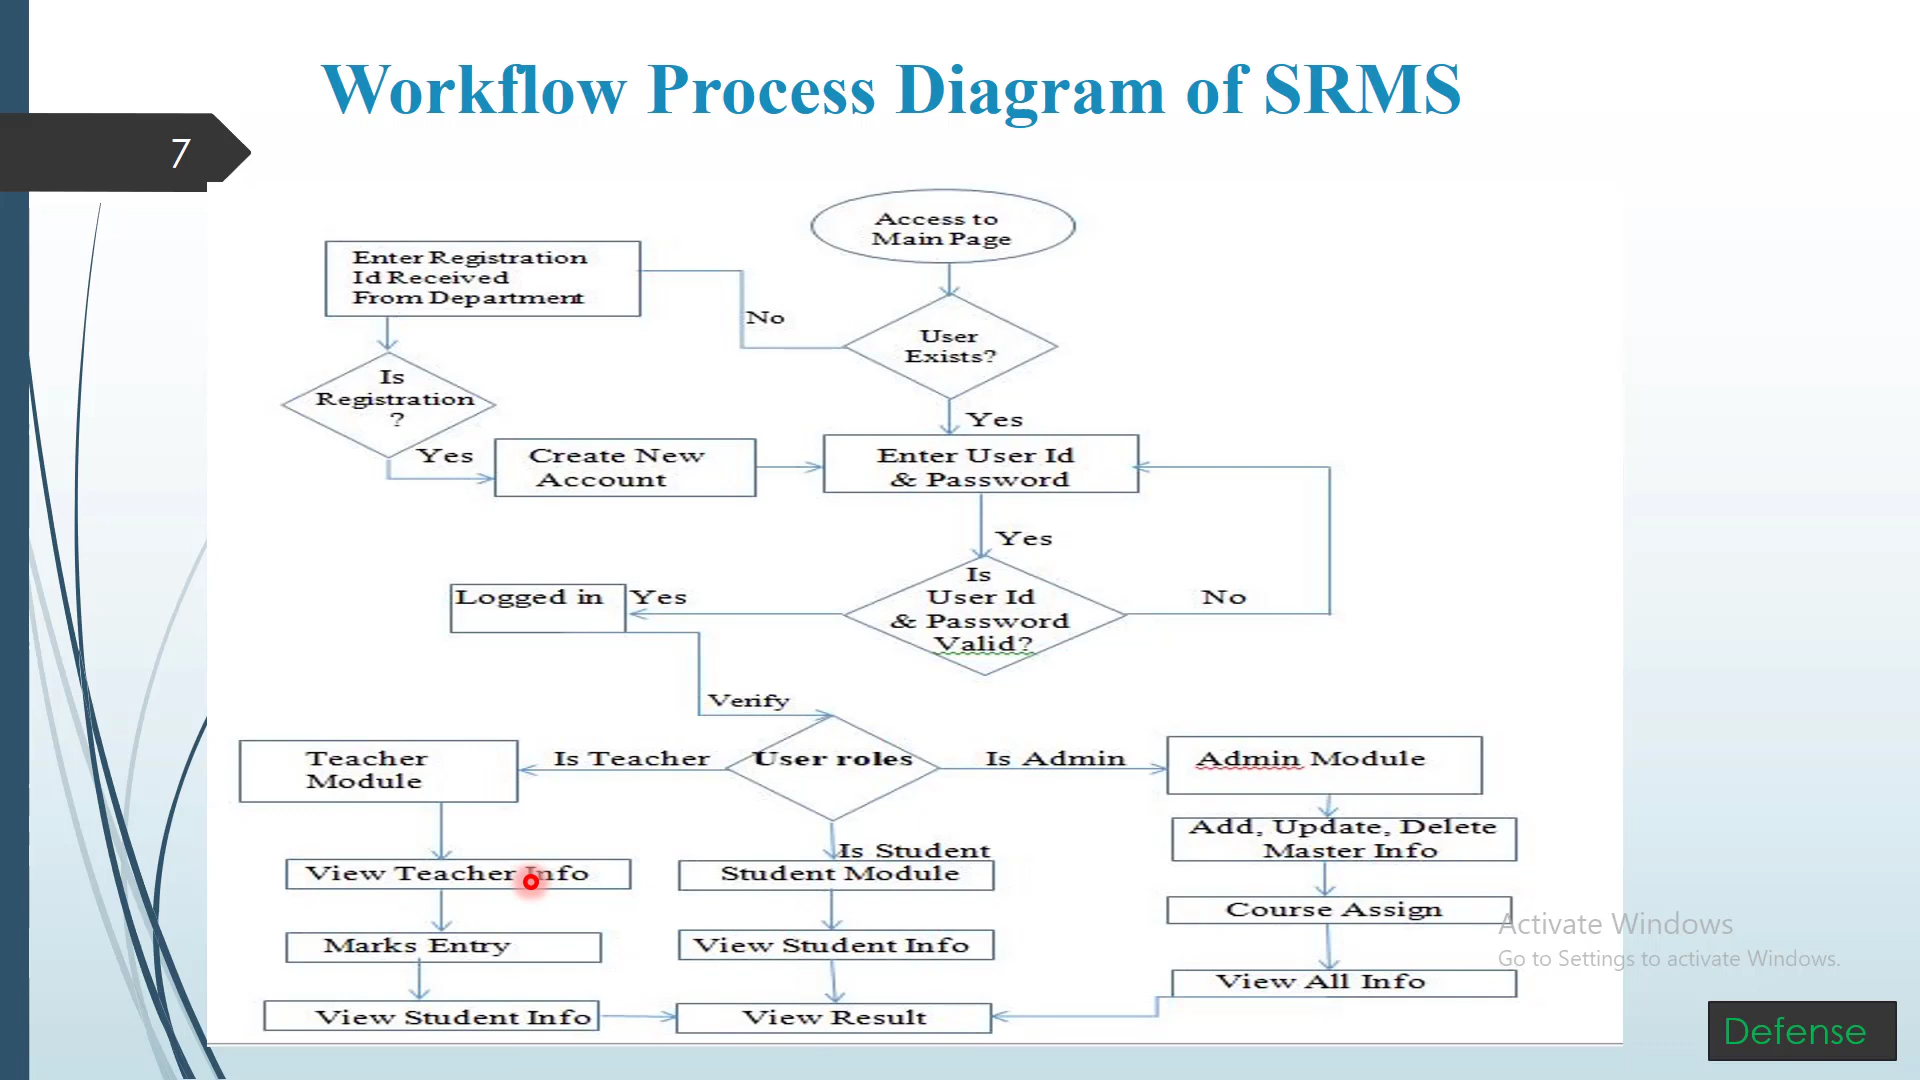 Workflow Process Diagram of SRMS
7
Access to
Main Page
Enter Registration
Id Received
From Department
No
User
Exists?
Is
Registration
?
Yes
Yes
Create New
Account
Enter User Id
& Password
Yes
Is
User Id
& Password
Valid?
Logged in
Yes
No
Verify
Teacher
Module
Is Teacher
User roles
Is Admin
Admin Module
Add, Update, Delete
Master Info
Is Student
View Teacher Info
Student Module
Course Assign
Marks Entry
View Student Info
View All Info
View Student Info
View Result
Activate Windows
Go to Settings to activate Windows.
Defense